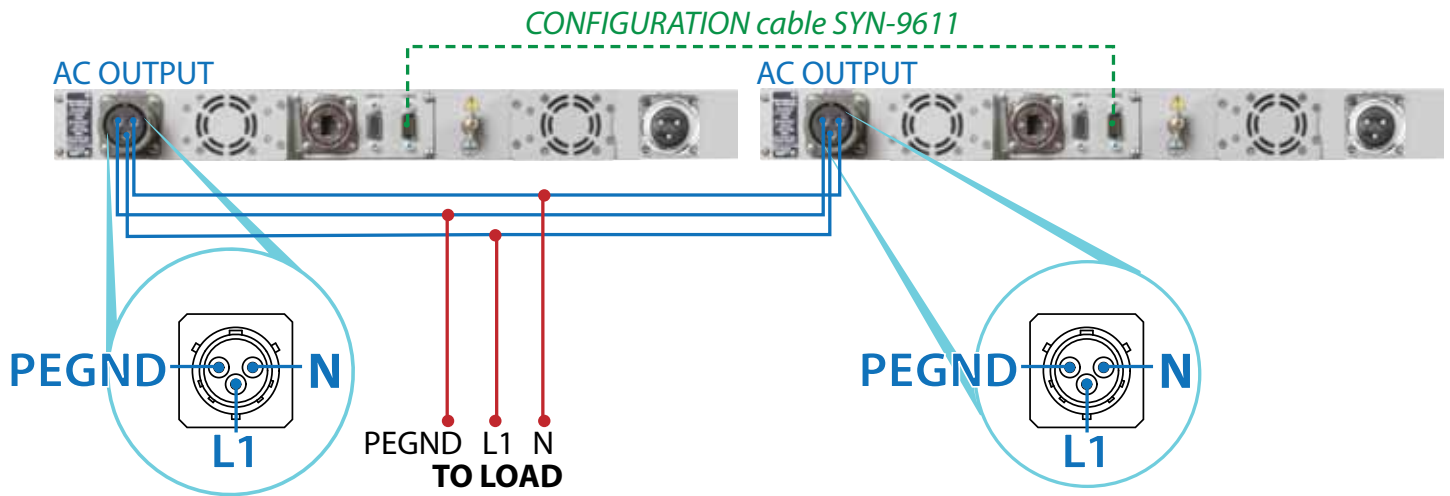 CONFIGURATION cable SYN-9611
AC OUTPUT
AC OUTPUT
PEGND
N
L1
PEGND L1 N
TO LOAD
PEGND
N
L1